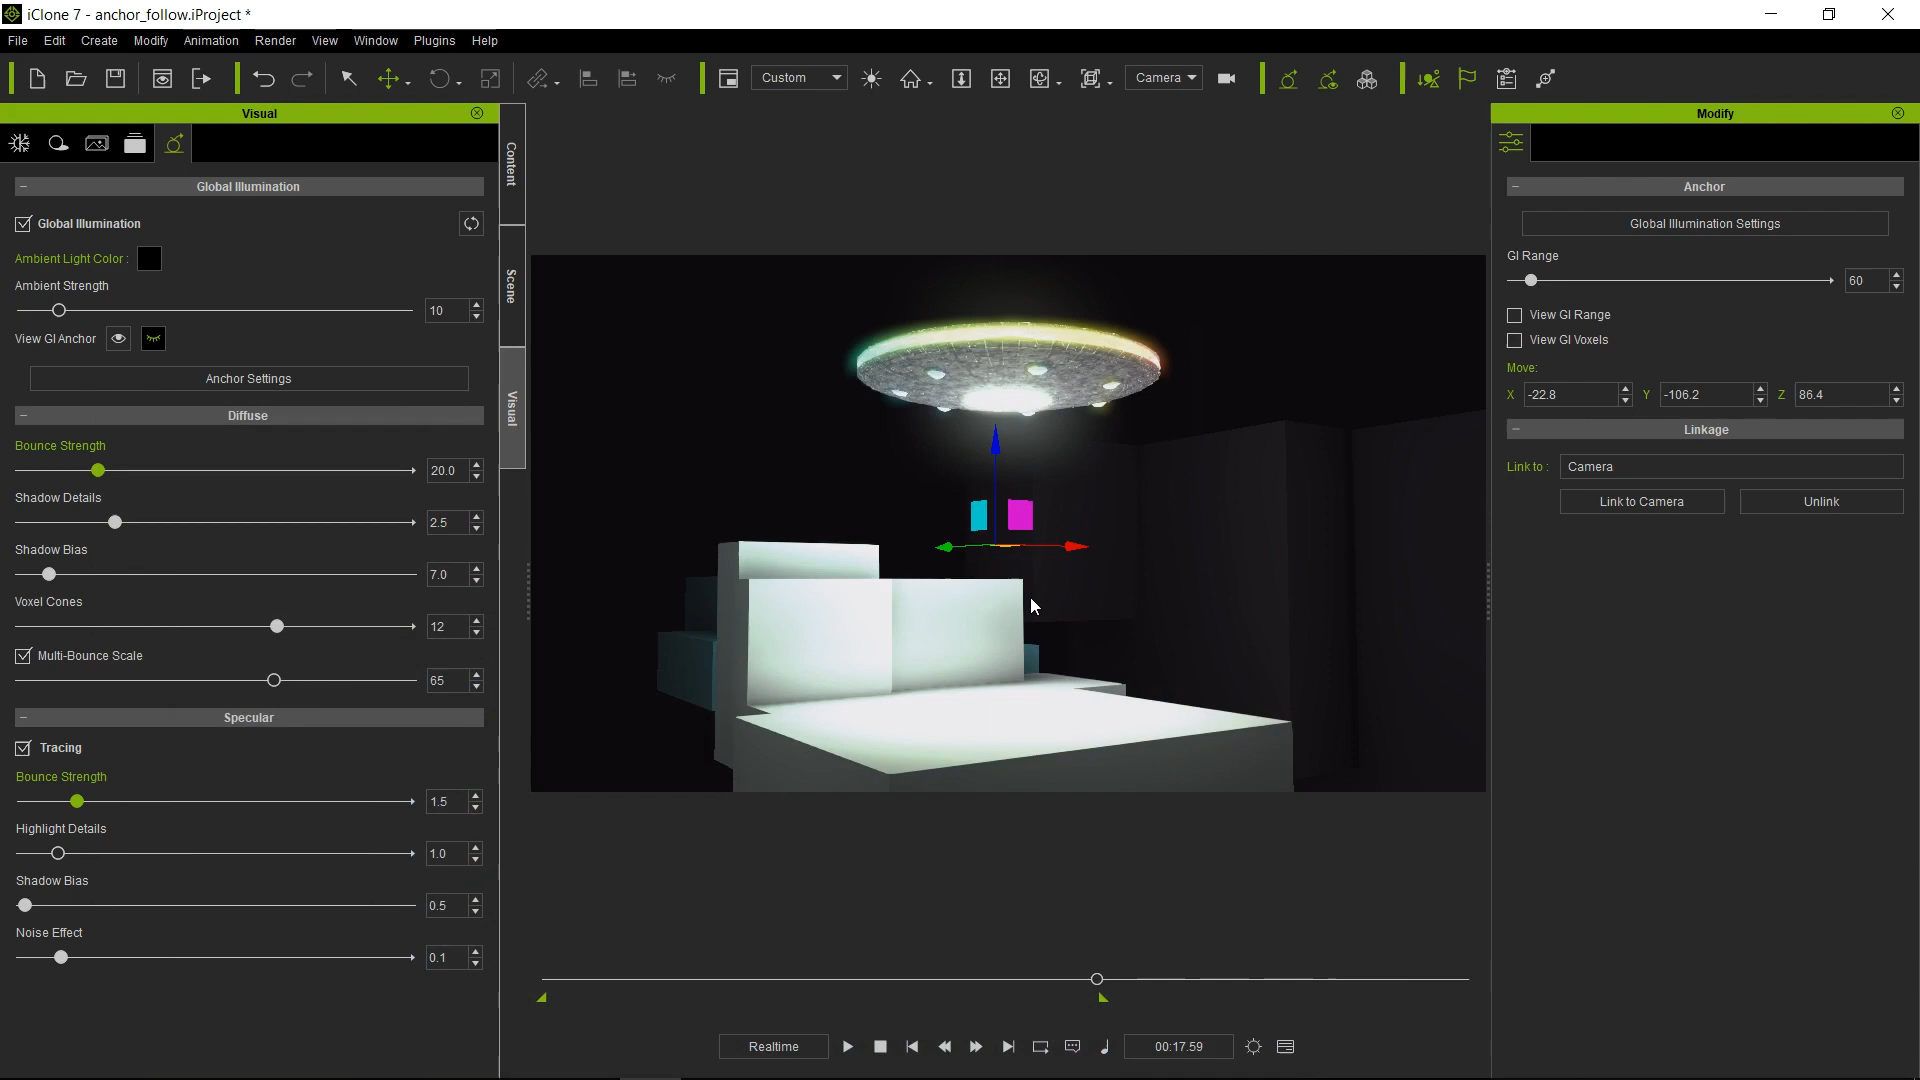 iClone 7 - anchor_follow.iProject *
File Edit Create Modify Animation Render View Window Plugins Help
Custom Camera
Visual
Global Illumination
Global Illumination
Ambient Light Color :
Ambient Strength
10
View GI Anchor
Anchor Settings
Diffuse
Bounce Strength
20.0
Shadow Details
2.5
Shadow Bias
7.0
Voxel Cones
12
Multi-Bounce Scale
65
Specular
Tracing
Bounce Strength
1.5
Highlight Details
1.0
Shadow Bias
0.5
Noise Effect
0.1
Content
Scene
Visual
Realtime 00:17.59
Modify
Anchor
Global Illumination Settings
GI Range
60
View GI Range
View GI Voxels
Move:
X -22.8 Y -106.2 Z 86.4
Linkage
Link to : Camera
Link to Camera Unlink